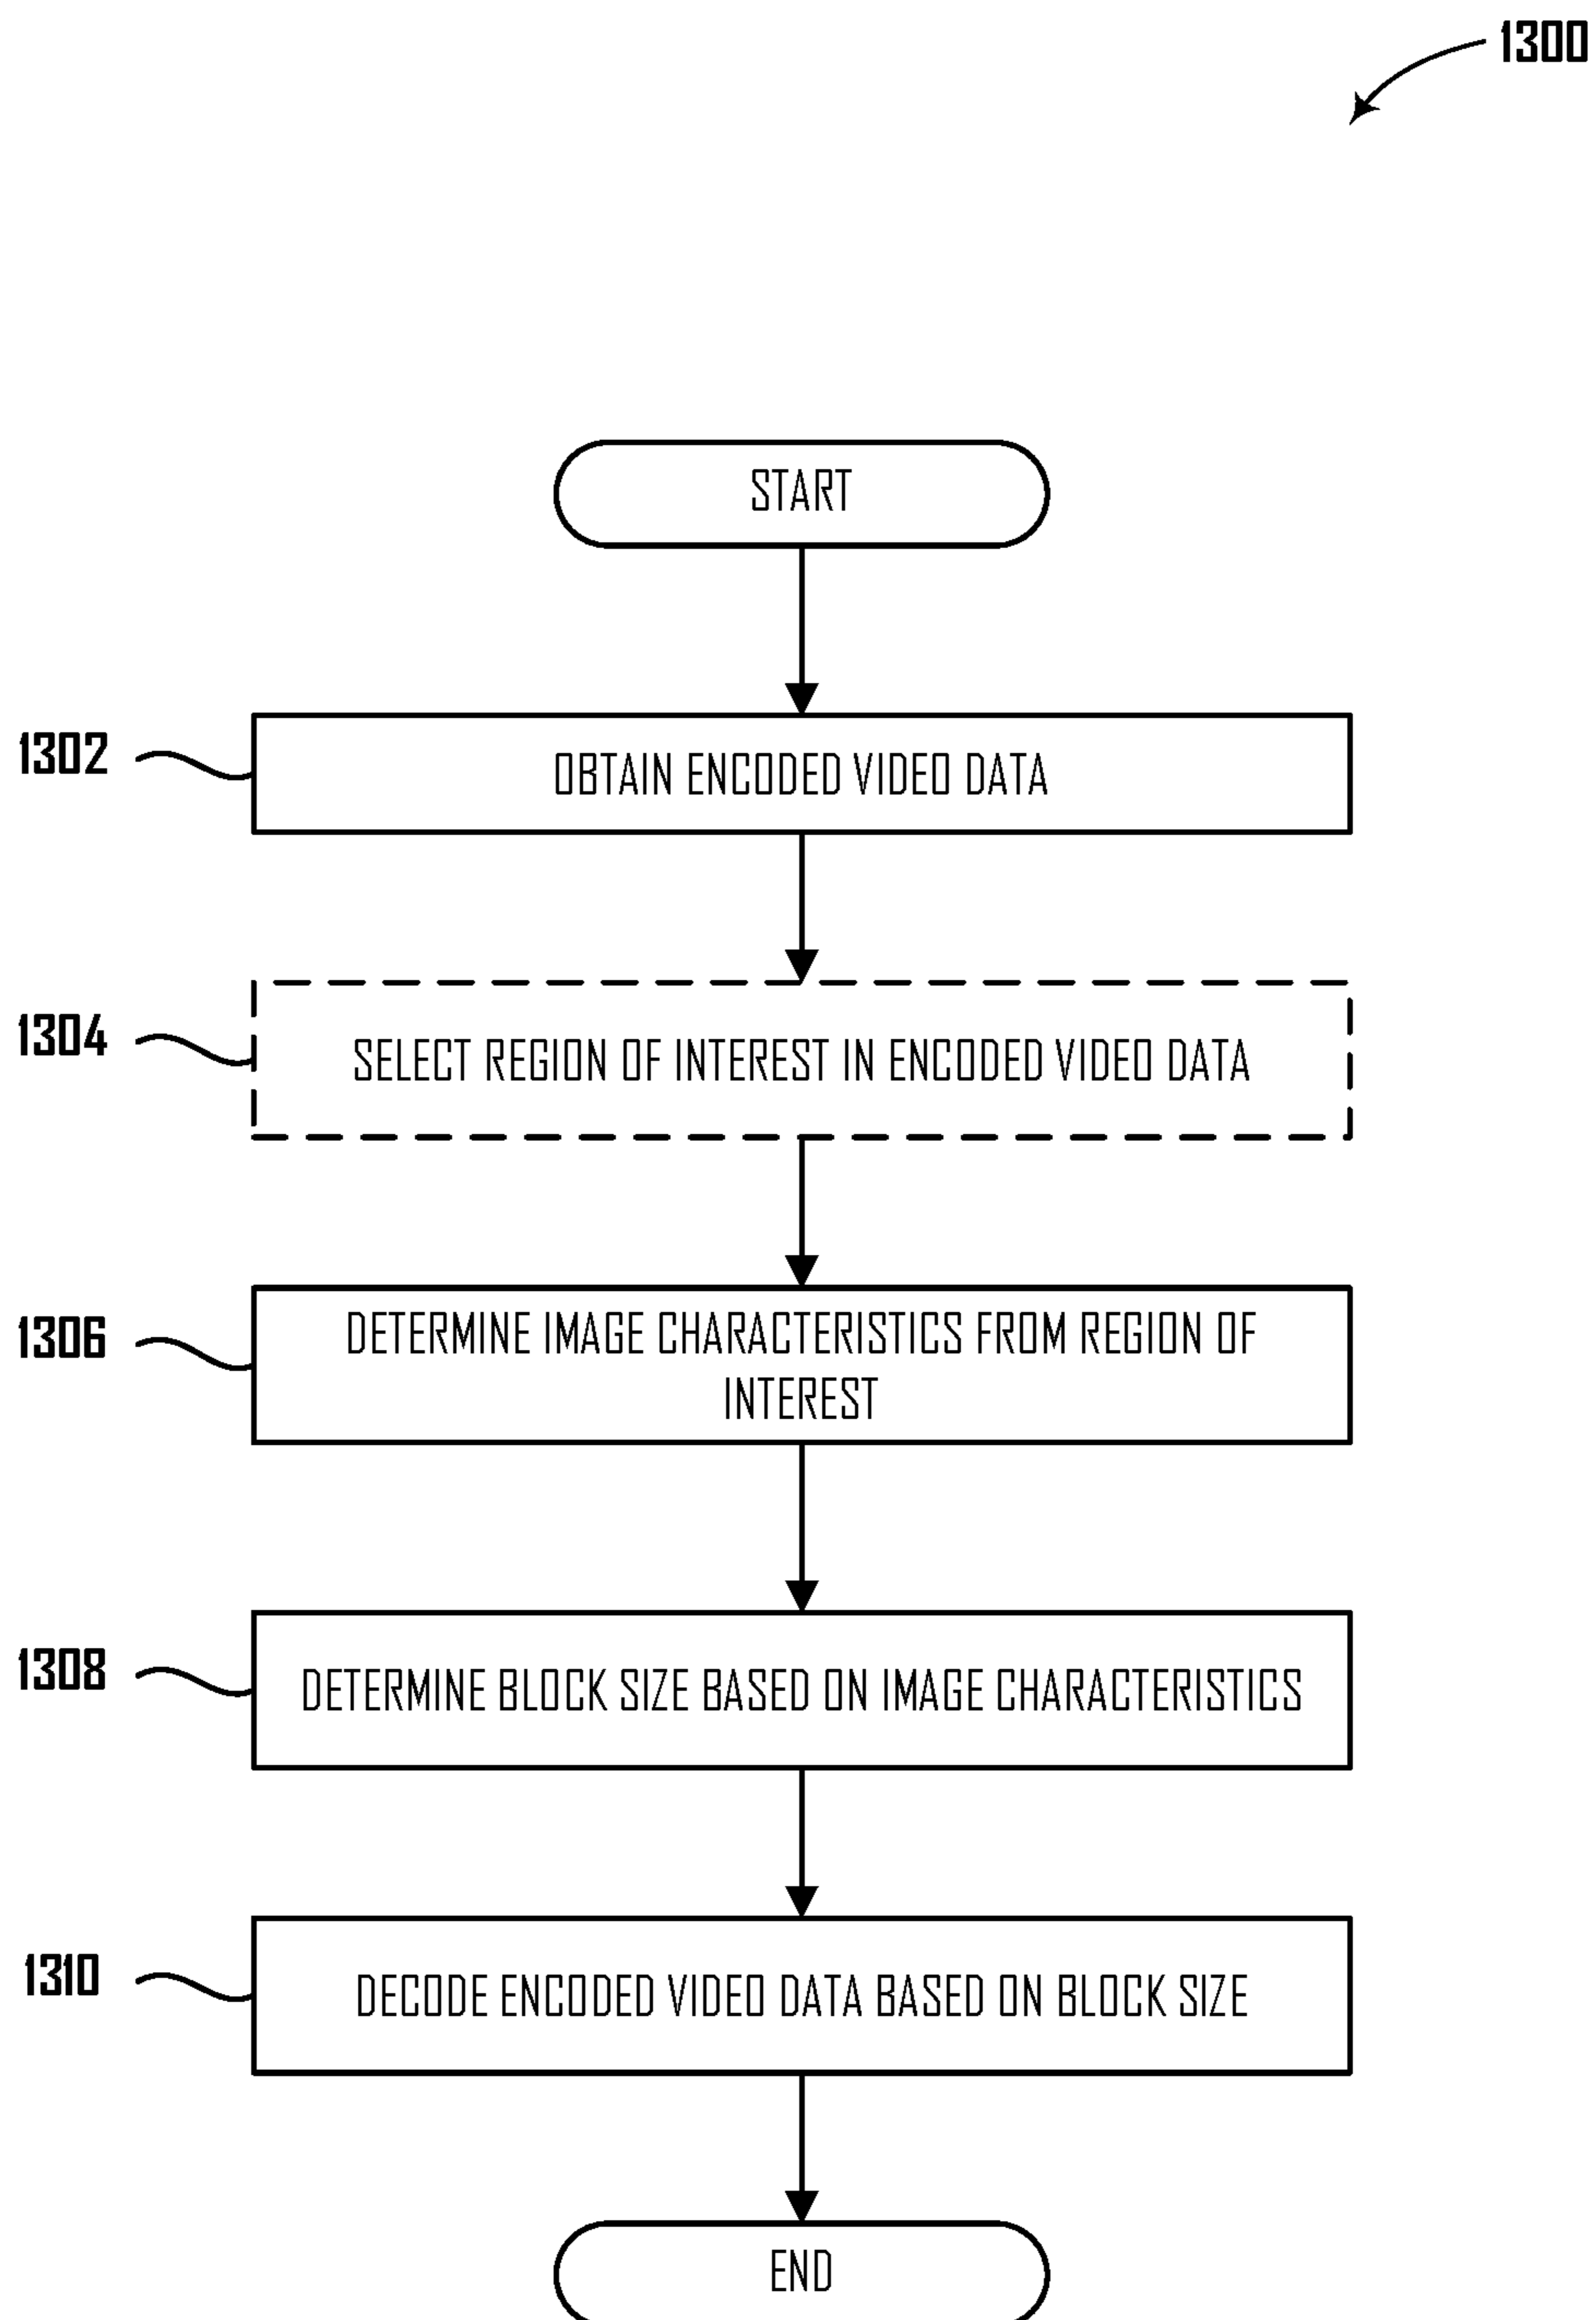 1300
START
1302
OBTAIN ENCODED VIDEO DATA
1304
SELECT REGION OF INTEREST IN ENCODED VIDEO DATA
1306
DETERMINE IMAGE CHARACTERISTICS FROM REGION OF
INTEREST
1308
DETERMINE BLOCK SIZE BASED ON IMAGE CHARACTERISTICS
1310
DECODE ENCODED VIDEO DATA BASED ON BLOCK SIZE
END